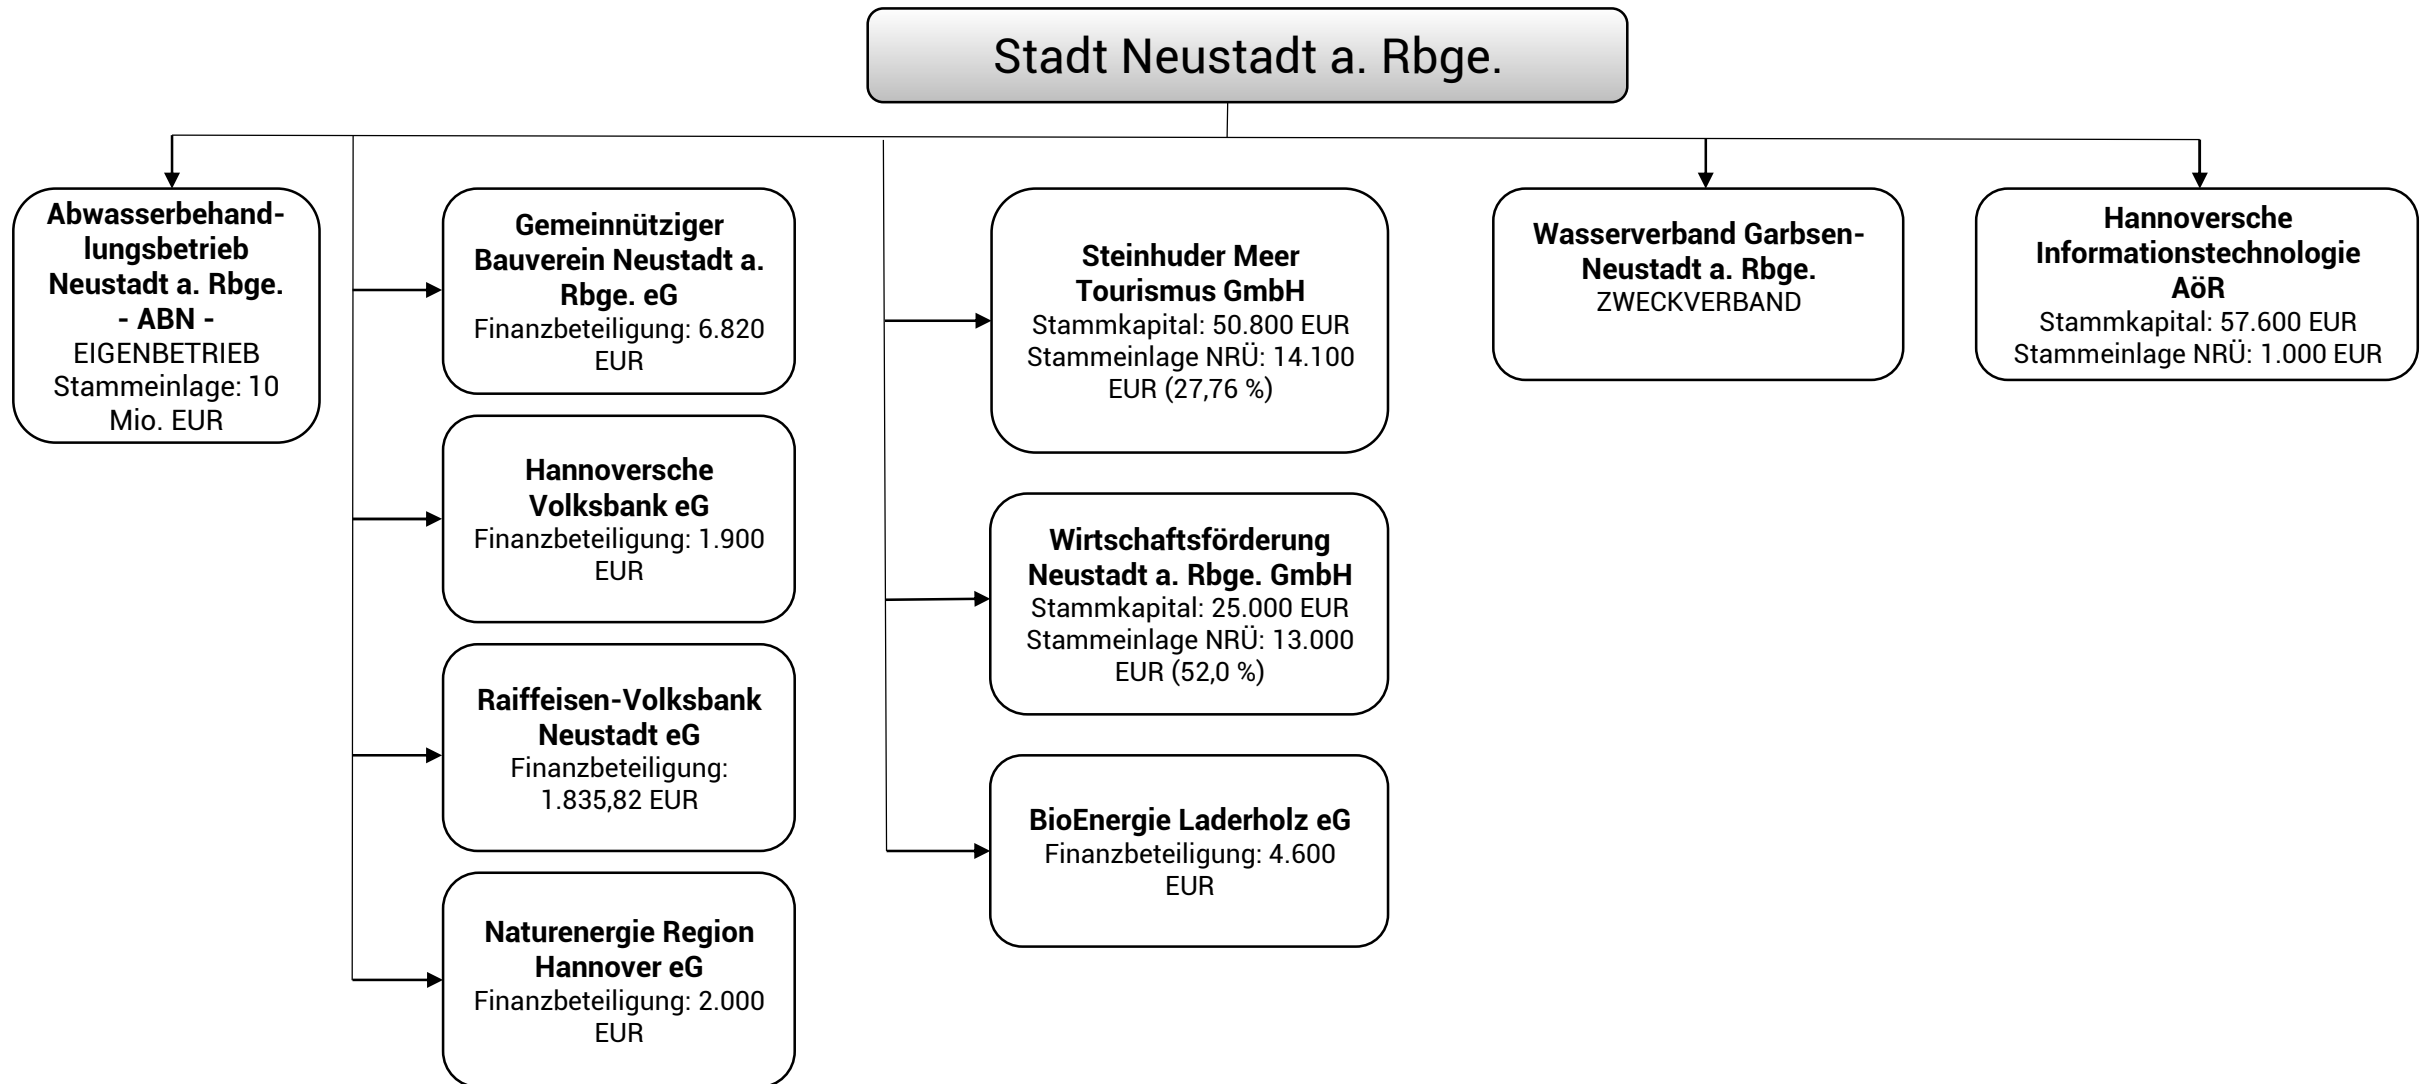 Stadt Neustadt a. Rbge.
Abwasserbehand-
lungsbetrieb
Neustadt a. Rbge.
- ABN -
EIGENBETRIEB
Stammeinlage: 10
Mio. EUR
Gemeinnütziger
Bauverein Neustadt a.
Rbge. eG
Finanzbeteiligung: 6.820
EUR
Hannoversche
Volksbank eG
Finanzbeteiligung: 1.900
EUR
Raiffeisen-Volksbank
Neustadt eG
Finanzbeteiligung:
1.835,82 EUR
Naturenergie Region
Hannover eG
Finanzbeteiligung: 2.000
EUR
Steinhuder Meer
Tourismus GmbH
Stammkapital: 50.800 EUR
Stammeinlage NRÜ: 14.100
EUR (27,76 %)
Wirtschaftsförderung
Neustadt a. Rbge. GmbH
Stammkapital: 25.000 EUR
Stammeinlage NRÜ: 13.000
EUR (52,0 %)
BioEnergie Laderholz eG
Finanzbeteiligung: 4.600
EUR
Wasserverband Garbsen-
Neustadt a. Rbge.
ZWECKVERBAND
Hannoversche
Informationstechnologie
AöR
Stammkapital: 57.600 EUR
Stammeinlage NRÜ: 1.000 EUR